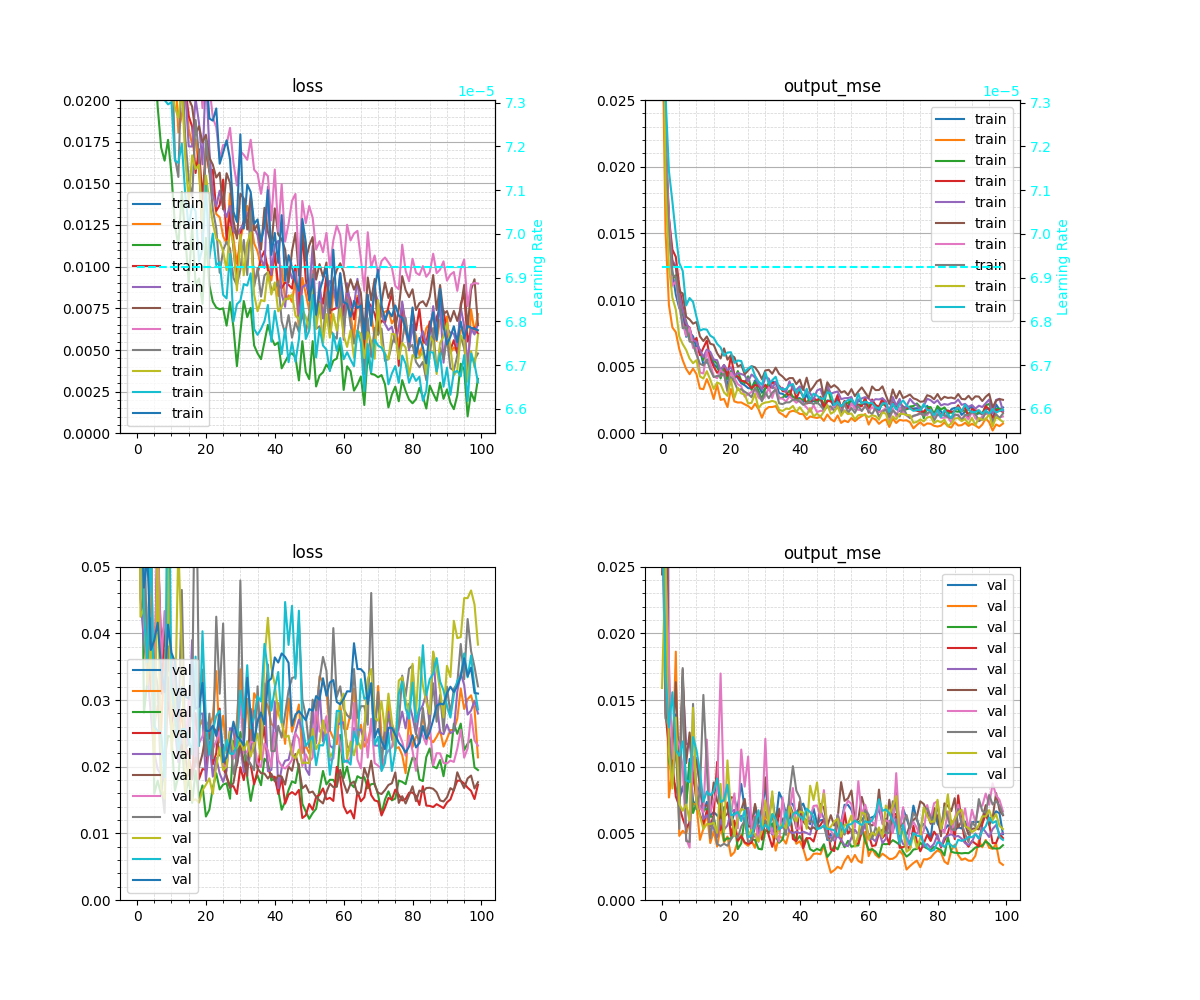 loss
1e−5
0.0200
0.0175
0.0150
0.0125
0.0100
0.0075
0.0050
0.0025
0.0000
7.3
7.2
7.1
7.0
6.9
6.8
6.7
6.6
Learning Rate
train
train
train
train
train
train
train
train
train
train
train
0 20 40 60 80 100
output_mse
1e−5
0.025
0.020
0.015
0.010
0.005
0.000
7.3
7.2
7.1
7.0
6.9
6.8
6.7
6.6
Learning Rate
train
train
train
train
train
train
train
train
train
train
0 20 40 60 80 100
loss
0.05
0.04
0.03
0.02
0.01
0.00
val
val
val
val
val
val
val
val
val
val
val
0 20 40 60 80 100
output_mse
0.025
0.020
0.015
0.010
0.005
0.000
val
val
val
val
val
val
val
val
val
val
0 20 40 60 80 100